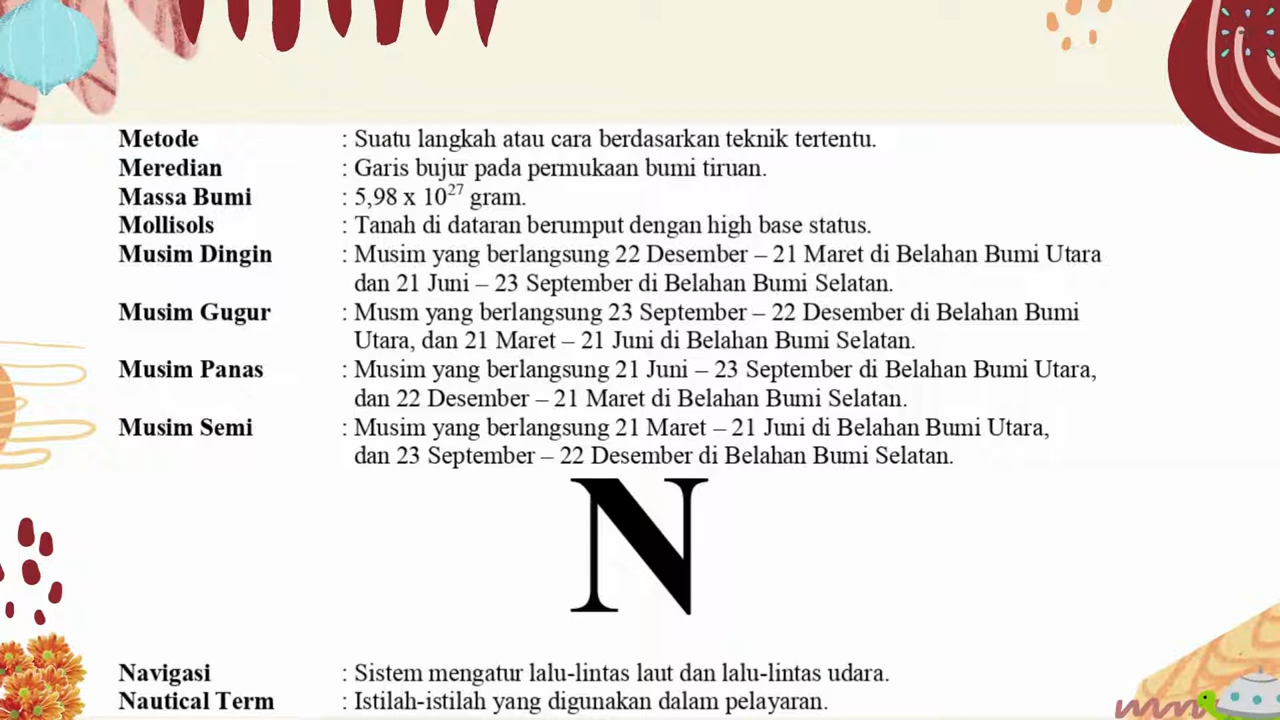 Metode : Suatu langkah atau cara berdasarkan teknik tertentu.
Meredian : Garis bujur pada permukaan bumi tiruan.
Massa Bumi : 5,98 x 10²⁷ gram.
Mollisols : Tanah di dataran berumput dengan high base status.
Musim Dingin : Musim yang berlangsung 22 Desember – 21 Maret di Belahan Bumi Utara
dan 21 Juni – 23 September di Belahan Bumi Selatan.
Musim Gugur : Musm yang berlangsung 23 September – 22 Desember di Belahan Bumi
Utara, dan 21 Maret – 21 Juni di Belahan Bumi Selatan.
Musim Panas : Musim yang berlangsung 21 Juni – 23 September di Belahan Bumi Utara,
dan 22 Desember – 21 Maret di Belahan Bumi Selatan.
Musim Semi : Musim yang berlangsung 21 Maret – 21 Juni di Belahan Bumi Utara,
dan 23 September – 22 Desember di Belahan Bumi Selatan.
N
Navigasi : Sistem mengatur lalu-lintas laut dan lalu-lintas udara.
Nautical Term : Istilah-istilah yang digunakan dalam pelayaran.